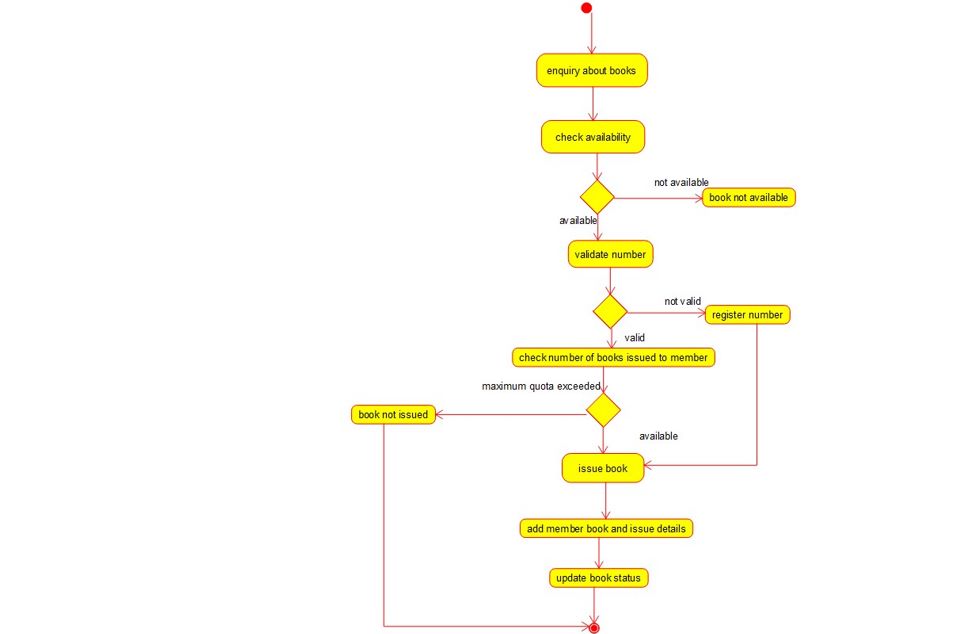 enquiry about books
check availability
not available
book not available
available
validate number
not valid
register number
valid
check number of books issued to member
maximum quota exceeded
book not issued
available
issue book
add member book and issue details
update book status